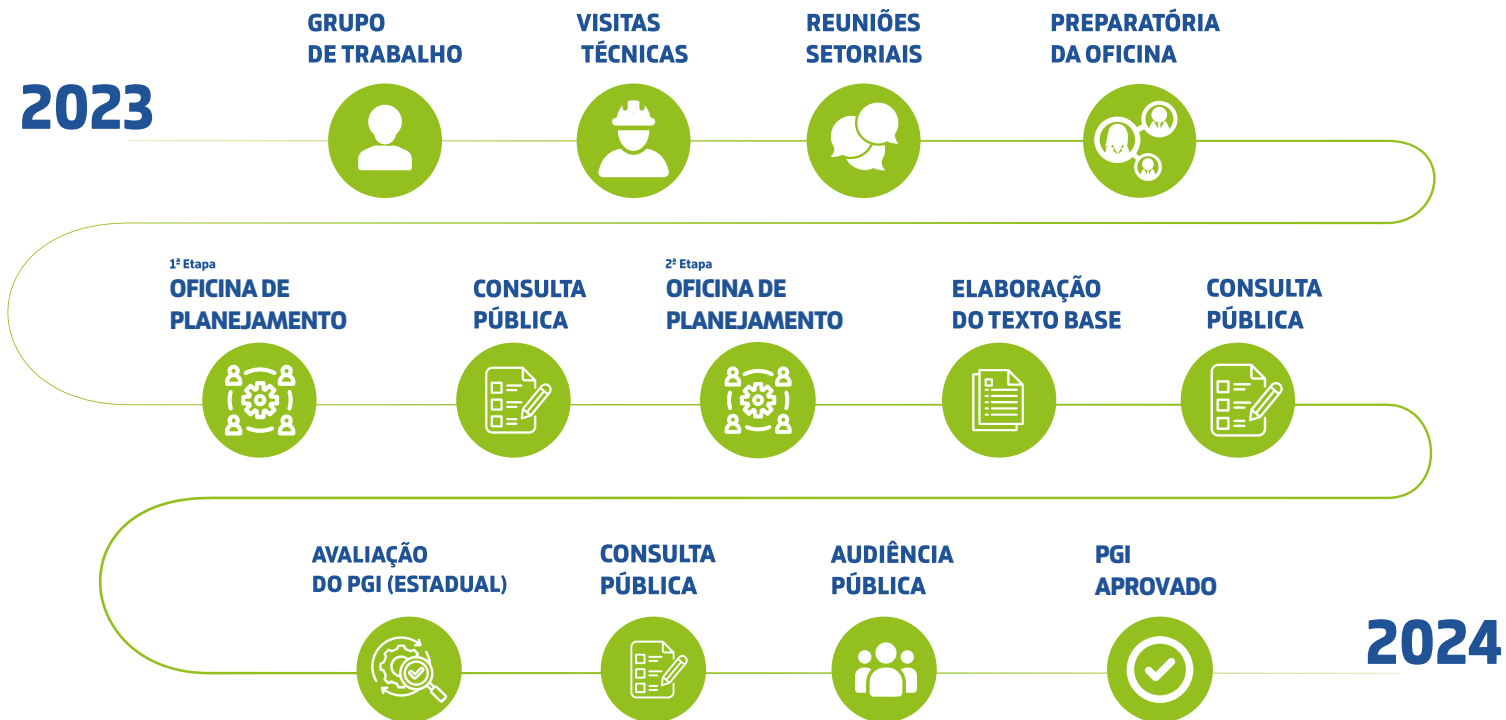 GRUPO
DE TRABALHO
VISITAS
TÉCNICAS
REUNIÕES
SETORIAIS
PREPARATÓRIA
DA OFICINA
2023
1ª Etapa
OFICINA DE
PLANEJAMENTO
CONSULTA
PÚBLICA
2ª Etapa
OFICINA DE
PLANEJAMENTO
ELABORAÇÃO
DO TEXTO BASE
CONSULTA
PÚBLICA
AVALIAÇÃO
DO PGI (ESTADUAL)
CONSULTA
PÚBLICA
AUDIÊNCIA
PÚBLICA
PGI
APROVADO
2024